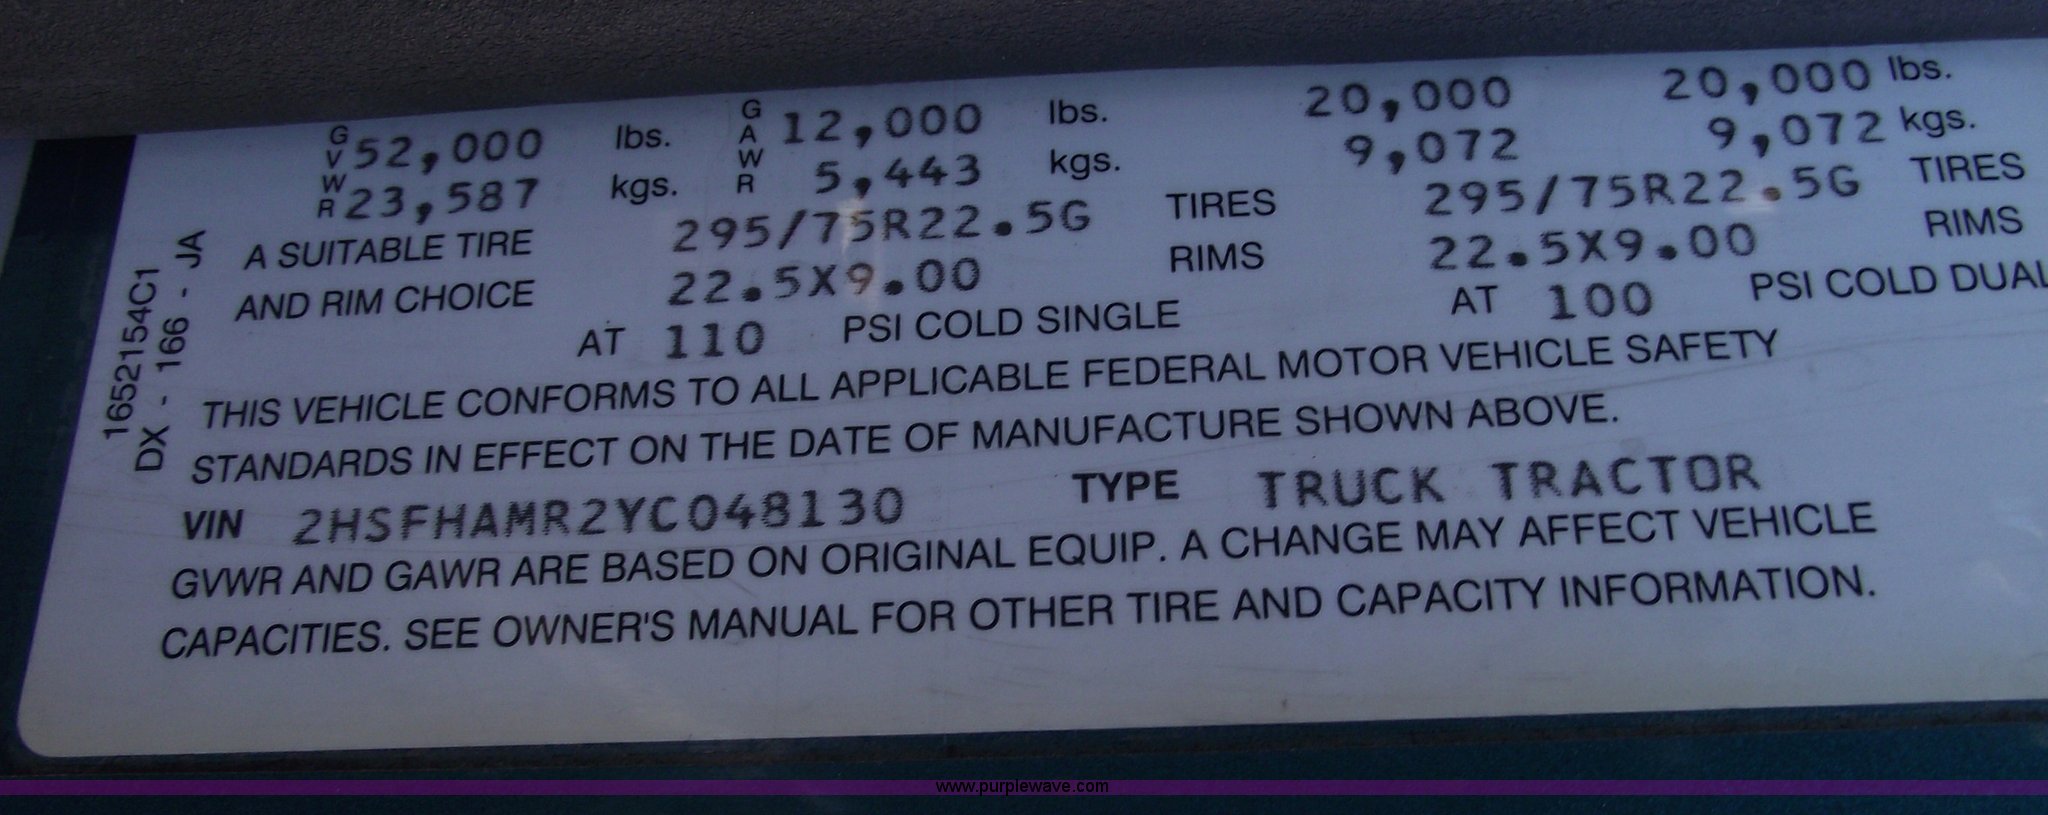 GVWR 52,000 lbs. GAWR 12,000 lbs. 20,000 20,000 lbs.
23,587 kgs. 5,443 kgs. 9,072 9,072 kgs.
A SUITABLE TIRE 295/75R22.5G TIRES 295/75R22.5G TIRES
AND RIM CHOICE 22.5X9.00 RIMS 22.5X9.00 RIMS
AT 110 PSI COLD SINGLE AT 100 PSI COLD DUAL
THIS VEHICLE CONFORMS TO ALL APPLICABLE FEDERAL MOTOR VEHICLE SAFETY
STANDARDS IN EFFECT ON THE DATE OF MANUFACTURE SHOWN ABOVE.
VIN 2HSFHAMR2YC048130 TYPE TRUCK TRACTOR
GVWR AND GAWR ARE BASED ON ORIGINAL EQUIP. A CHANGE MAY AFFECT VEHICLE
CAPACITIES. SEE OWNER'S MANUAL FOR OTHER TIRE AND CAPACITY INFORMATION.
1652154C1
DX - 166 - JA
www.purplewave.com